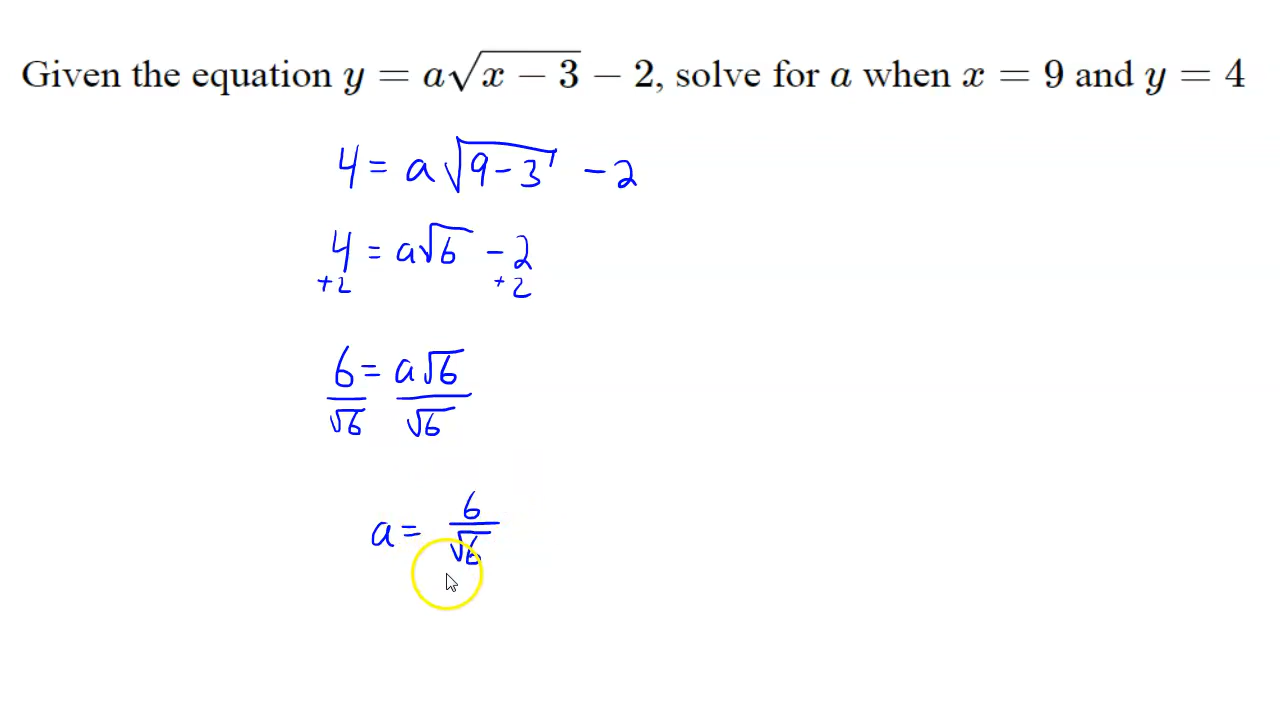 Given the equation y = a√(x − 3) − 2, solve for a when x = 9 and y = 4
4 = a√(9 − 3) − 2
4 = a√6 − 2
+2 +2
6 = a√6
√6 √6
a = 6
√6